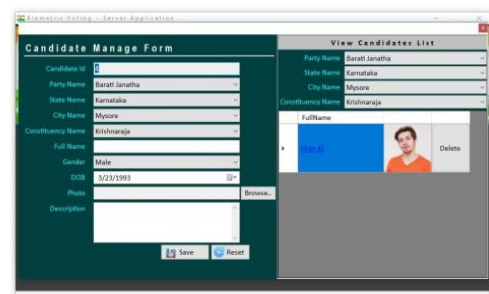 Biometric Voting - Server Application
Candidate Manage Form
Candidate Id
Party Name Barati Janatha
State Name Karnataka
City Name Mysore
Constituency Name Krishnaraja
Full Name
Gender Male
DOB 3/23/1993
Photo Browse..
Description
Save Reset
View Candidates List
Party Name Barati Janatha
State Name Karnataka
City Name Mysore
Constituency Name Krishnaraja
FullName
Delete